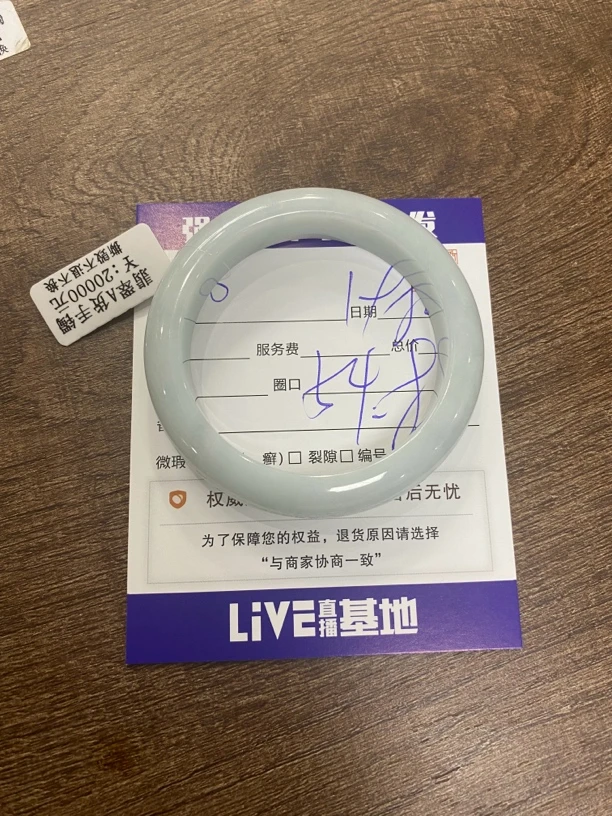 翡翠A货手镯
￥:20000元
撕毁不退不换
日期
服务费 总价
圈口 54.8
微瑕 癣)□ 裂隙□ 编号
权威 后无忧
为了保障您的权益，退货原因请选择
“与商家协商一致”
LiVE直播基地